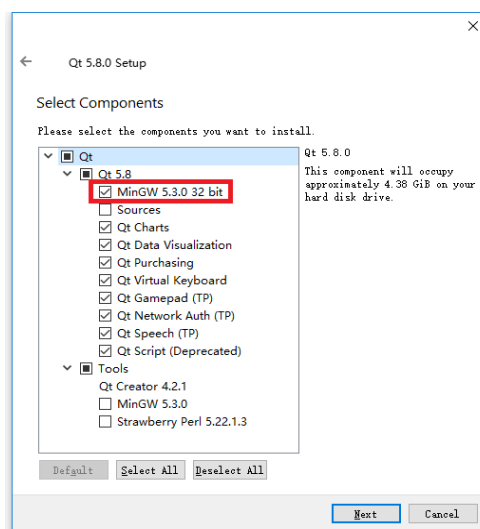 Qt 5.8.0 Setup
Select Components
Please select the components you want to install.
Qt
Qt 5.8
MinGW 5.3.0 32 bit
Sources
Qt Charts
Qt Data Visualization
Qt Purchasing
Qt Virtual Keyboard
Qt Gamepad (TP)
Qt Network Auth (TP)
Qt Speech (TP)
Qt Script (Deprecated)
Tools
Qt Creator 4.2.1
MinGW 5.3.0
Strawberry Perl 5.22.1.3
Qt 5.8.0
This component will occupy
approximately 4.38 GiB on your
hard disk drive.
Default Select All Deselect All
Next Cancel